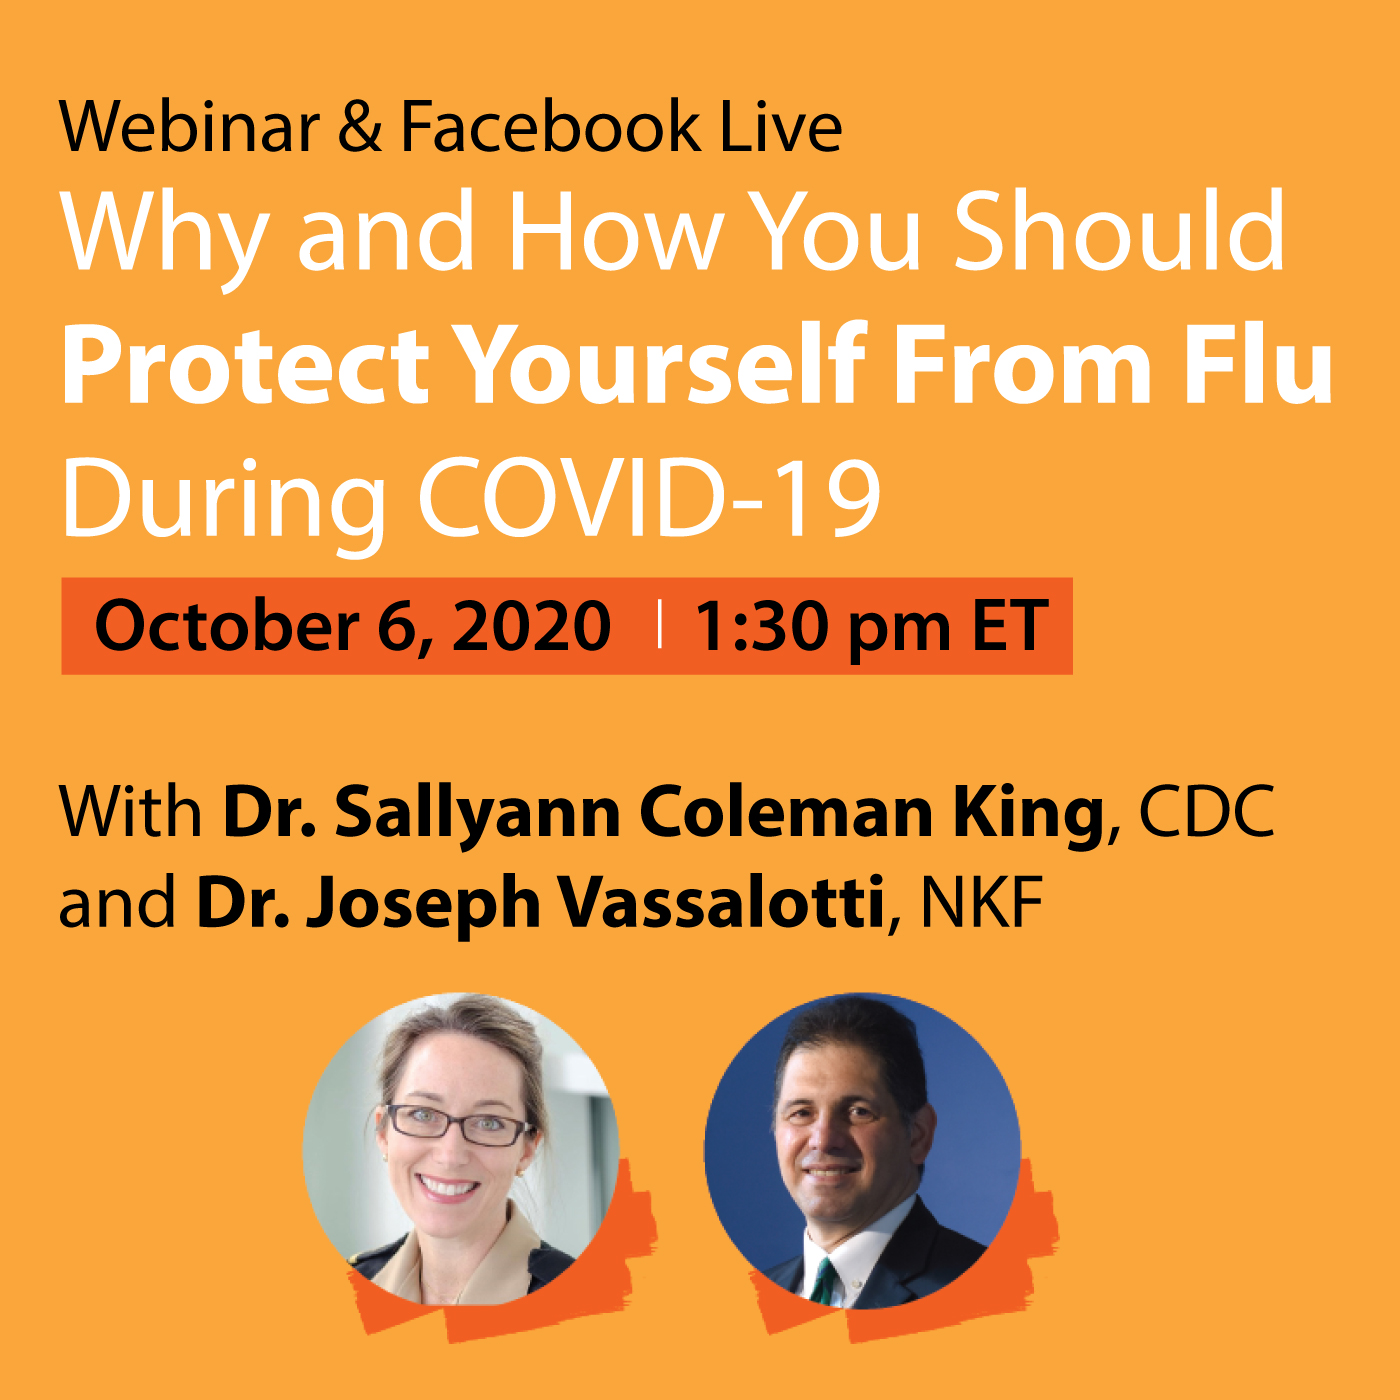 Webinar & Facebook Live
Why and How You Should
Protect Yourself From Flu
During COVID-19
October 6, 2020 | 1:30 pm ET
With Dr. Sallyann Coleman King, CDC
and Dr. Joseph Vassalotti, NKF